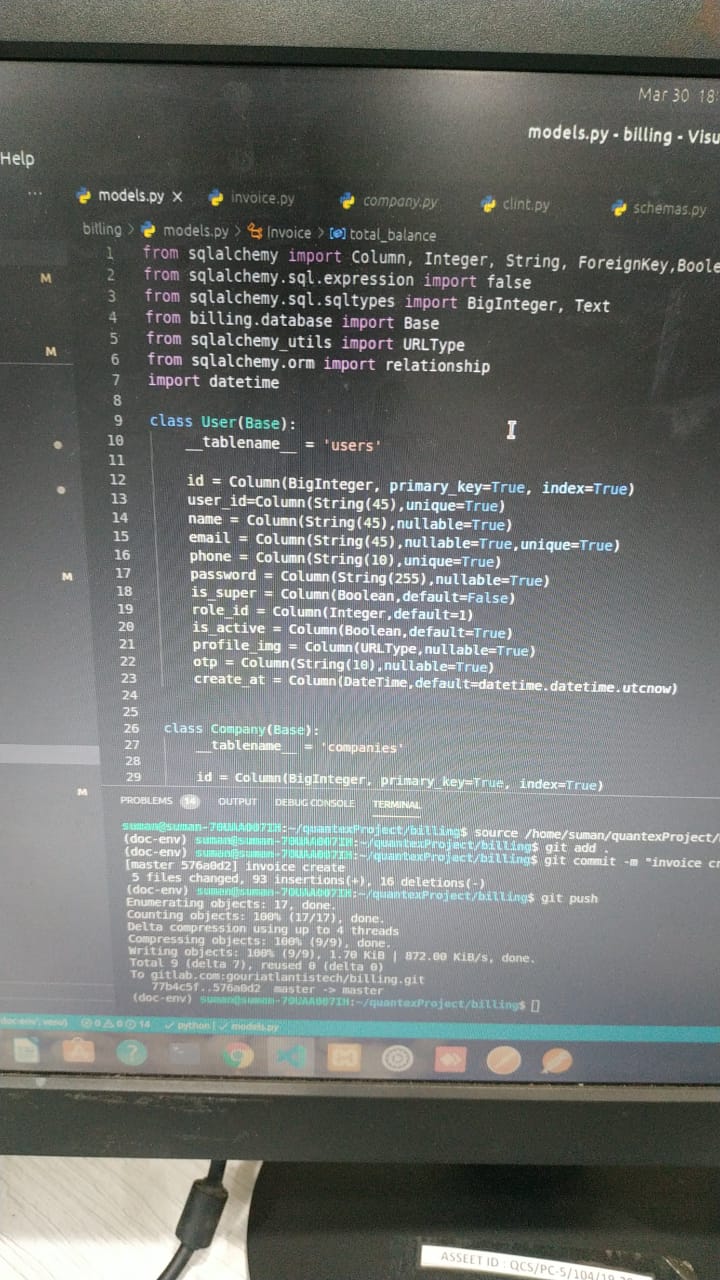 Mar 30 18:
models.py - billing - Visu
Help
models.py × invoice.py company.py clint.py schemas.py
billing > models.py > Invoice > total_balance
1 from sqlalchemy import Column, Integer, String, ForeignKey,Boole
2 from sqlalchemy.sql.expression import false
3 from sqlalchemy.sql.sqltypes import BigInteger, Text
4 from billing.database import Base
5 from sqlalchemy_utils import URLType
6 from sqlalchemy.orm import relationship
7 import datetime
8
9 class User(Base):
10 __tablename__ = 'users'
11
12 id = Column(BigInteger, primary_key=True, index=True)
13 user_id=Column(String(45),unique=True)
14 name = Column(String(45),nullable=True)
15 email = Column(String(45),nullable=True,unique=True)
16 phone = Column(String(10),unique=True)
17 password = Column(String(255),nullable=True)
18 is_super = Column(Boolean,default=False)
19 role_id = Column(Integer,default=1)
20 is_active = Column(Boolean,default=True)
21 profile_img = Column(URLType,nullable=True)
22 otp = Column(String(10),nullable=True)
23 create_at = Column(DateTime,default=datetime.datetime.utcnow)
24
25
26 class Company(Base):
27 __tablename__ = 'companies'
28
29 id = Column(BigInteger, primary_key=True, index=True)
M
M
M
M
PROBLEMS 14 OUTPUT DEBUG CONSOLE TERMINAL
suman@suman-70UAA007IH:~/quantexProject/billing$ source /home/suman/quantexProject/
(doc-env) suman@suman-70UAA007IH:~/quantexProject/billing$ git add .
(doc-env) suman@suman-70UAA007IH:~/quantexProject/billing$ git commit -m "invoice cr
[master 576a0d2] invoice create
5 files changed, 93 insertions(+), 16 deletions(-)
(doc-env) suman@suman-70UAA007IH:~/quantexProject/billing$ git push
Enumerating objects: 17, done.
Counting objects: 100% (17/17), done.
Delta compression using up to 4 threads
Compressing objects: 100% (9/9), done.
Writing objects: 100% (9/9), 1.70 KiB | 872.00 KiB/s, done.
Total 9 (delta 7), reused 0 (delta 0)
To gitlab.com:gouriatlantistech/billing.git
77b4c5f..576a0d2 master -> master
(doc-env) suman@suman-70UAA007IH:~/quantexProject/billing$
doc-env': venv) 0 0 14 python | models.py
ASSEET ID : QCS/PC-5/104/19